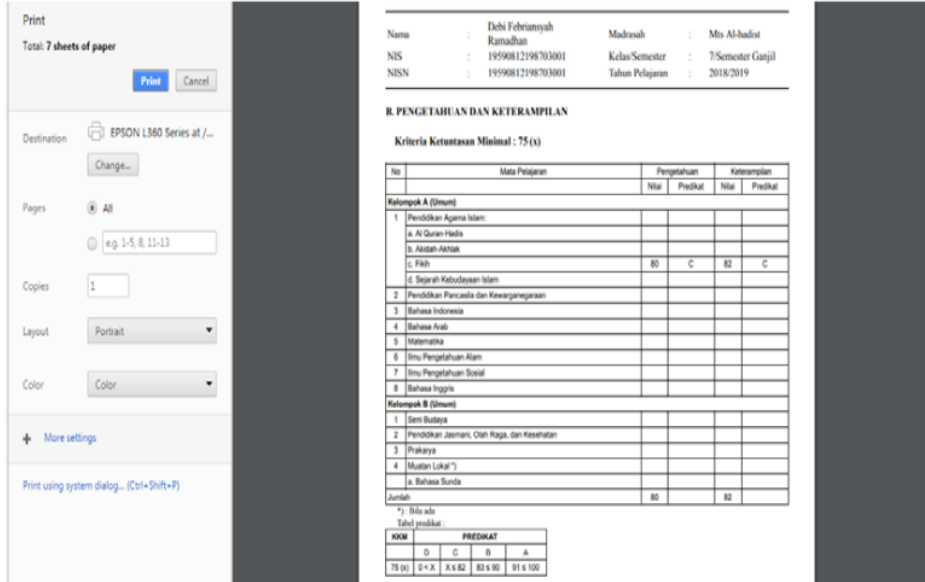 Print
Total: 7 sheets of paper
Print Cancel
Destination EPSON L360 Series at /...
Change...
Pages All
e.g. 1-5, 8, 11-13
Copies 1
Layout Portrait
Color Color
+ More settings
Print using system dialog... (Ctrl+Shift+P)
Nama : Debi Febriansyah Ramadhan Madrasah : Mts Al-hadist
NIS : 19590812198703001 Kelas/Semester : 7/Semester Ganjil
NISN : 19590812198703001 Tahun Pelajaran : 2018/2019
B. PENGETAHUAN DAN KETERAMPILAN
Kriteria Ketuntasan Minimal : 75 (x)
No Mata Pelajaran Pengetahuan Keterampilan
Nilai Predikat Nilai Predikat
Kelompok A (Umum)
1 Pendidikan Agama Islam:
a. Al Quran-Hadis
b. Akidah-Akhlak
c. Fikih 80 C 82 C
d. Sejarah Kebudayaan Islam
2 Pendidikan Pancasila dan Kewarganegaraan
3 Bahasa Indonesia
4 Bahasa Arab
5 Matematika
6 Ilmu Pengetahuan Alam
7 Ilmu Pengetahuan Sosial
8 Bahasa Inggris
Kelompok B (Umum)
1 Seni Budaya
2 Pendidikan Jasmani, Olah Raga, dan Kesehatan
3 Prakarya
4 Muatan Lokal *)
a. Bahasa Sunda
Jumlah 80 82
*) : Bila ada
Tabel predikat :
KKM PREDIKAT
D C B A
75 (x) 0 < X X ≤ 82 83 ≤ 90 91 ≤ 100